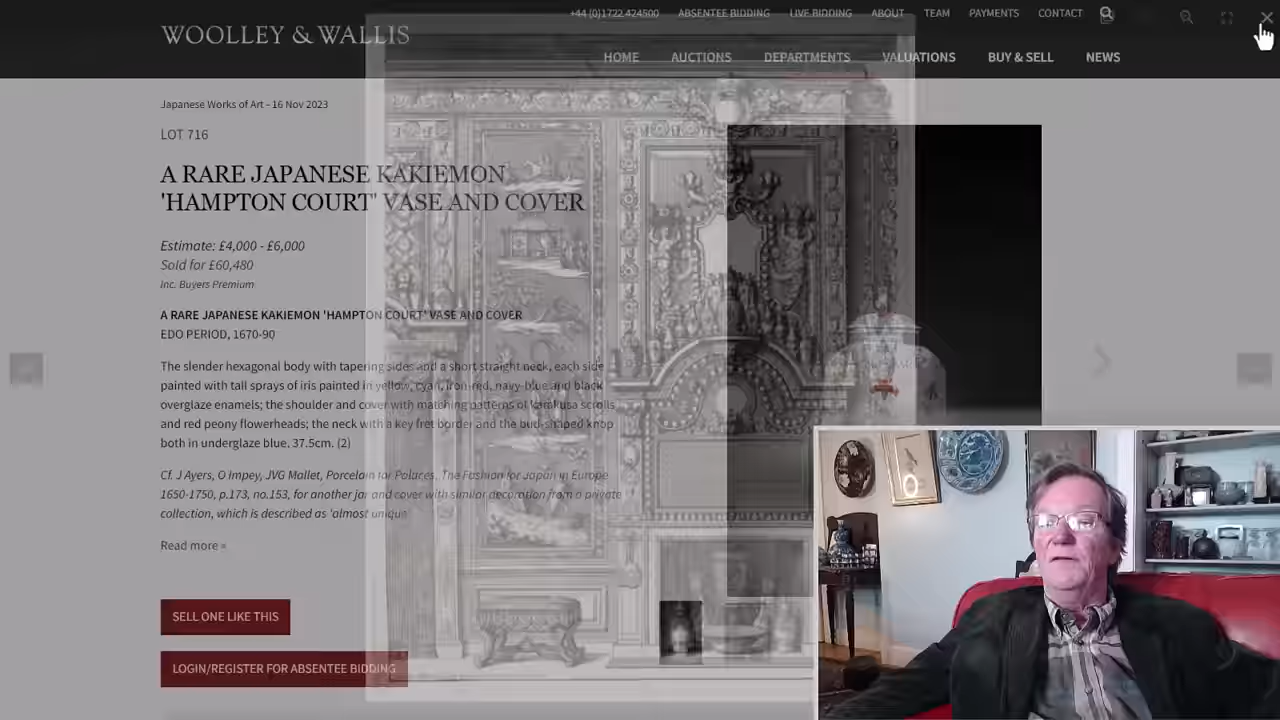 WOOLLEY & WALLIS
+44 (0)1722 424500 ABSENTEE BIDDING LIVE BIDDING ABOUT TEAM PAYMENTS CONTACT
HOME AUCTIONS DEPARTMENTS VALUATIONS BUY & SELL NEWS
Japanese Works of Art - 16 Nov 2023
LOT 716
A RARE JAPANESE KAKIEMON
'HAMPTON COURT' VASE AND COVER
Estimate: £4,000 - £6,000
Sold for £60,480
Inc. Buyers Premium
A RARE JAPANESE KAKIEMON 'HAMPTON COURT' VASE AND COVER
EDO PERIOD, 1670-90
The slender hexagonal body with tapering sides and a short straight neck, each side
painted with tall sprays of iris painted in yellow, cyan, iron-red, navy-blue and black
overglaze enamels; the shoulder and cover with matching patterns of karakusa scrolls
and red peony flowerheads; the neck with a key fret border and the bud-shaped knop
both in underglaze blue, 37.5cm. (2)
Cf. J Ayers, O Impey, JVG Mallet, Porcelain for Palaces, The Fashion for Japan in Europe
1650-1750, p.173, no.153, for another jar and cover with similar decoration from a private
collection, which is described as 'almost unique
Read more »
SELL ONE LIKE THIS
LOGIN/REGISTER FOR ABSENTEE BIDDING